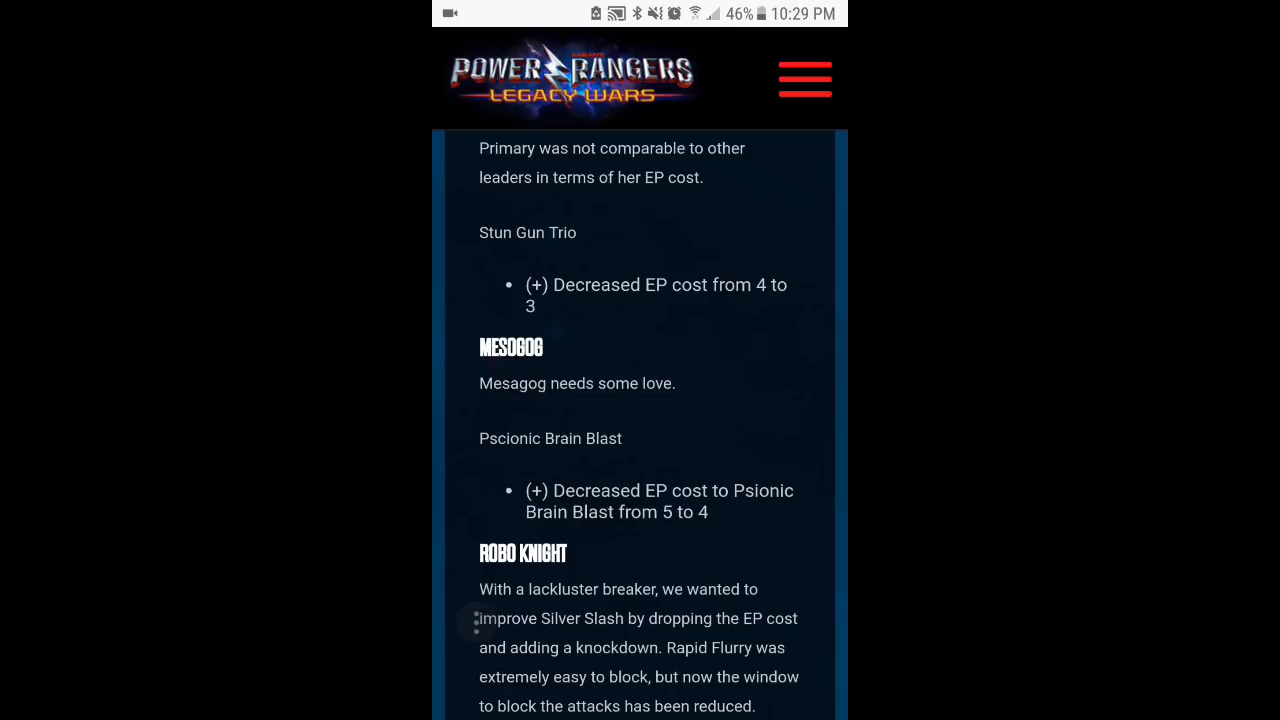 46% 10:29 PM
POWER RANGERS
LEGACY WARS
Primary was not comparable to other
leaders in terms of her EP cost.
Stun Gun Trio
• (+) Decreased EP cost from 4 to
3
MESOGOG
Mesagog needs some love.
Pscionic Brain Blast
• (+) Decreased EP cost to Psionic
Brain Blast from 5 to 4
ROBO KNIGHT
With a lackluster breaker, we wanted to
improve Silver Slash by dropping the EP cost
and adding a knockdown. Rapid Flurry was
extremely easy to block, but now the window
to block the attacks has been reduced.